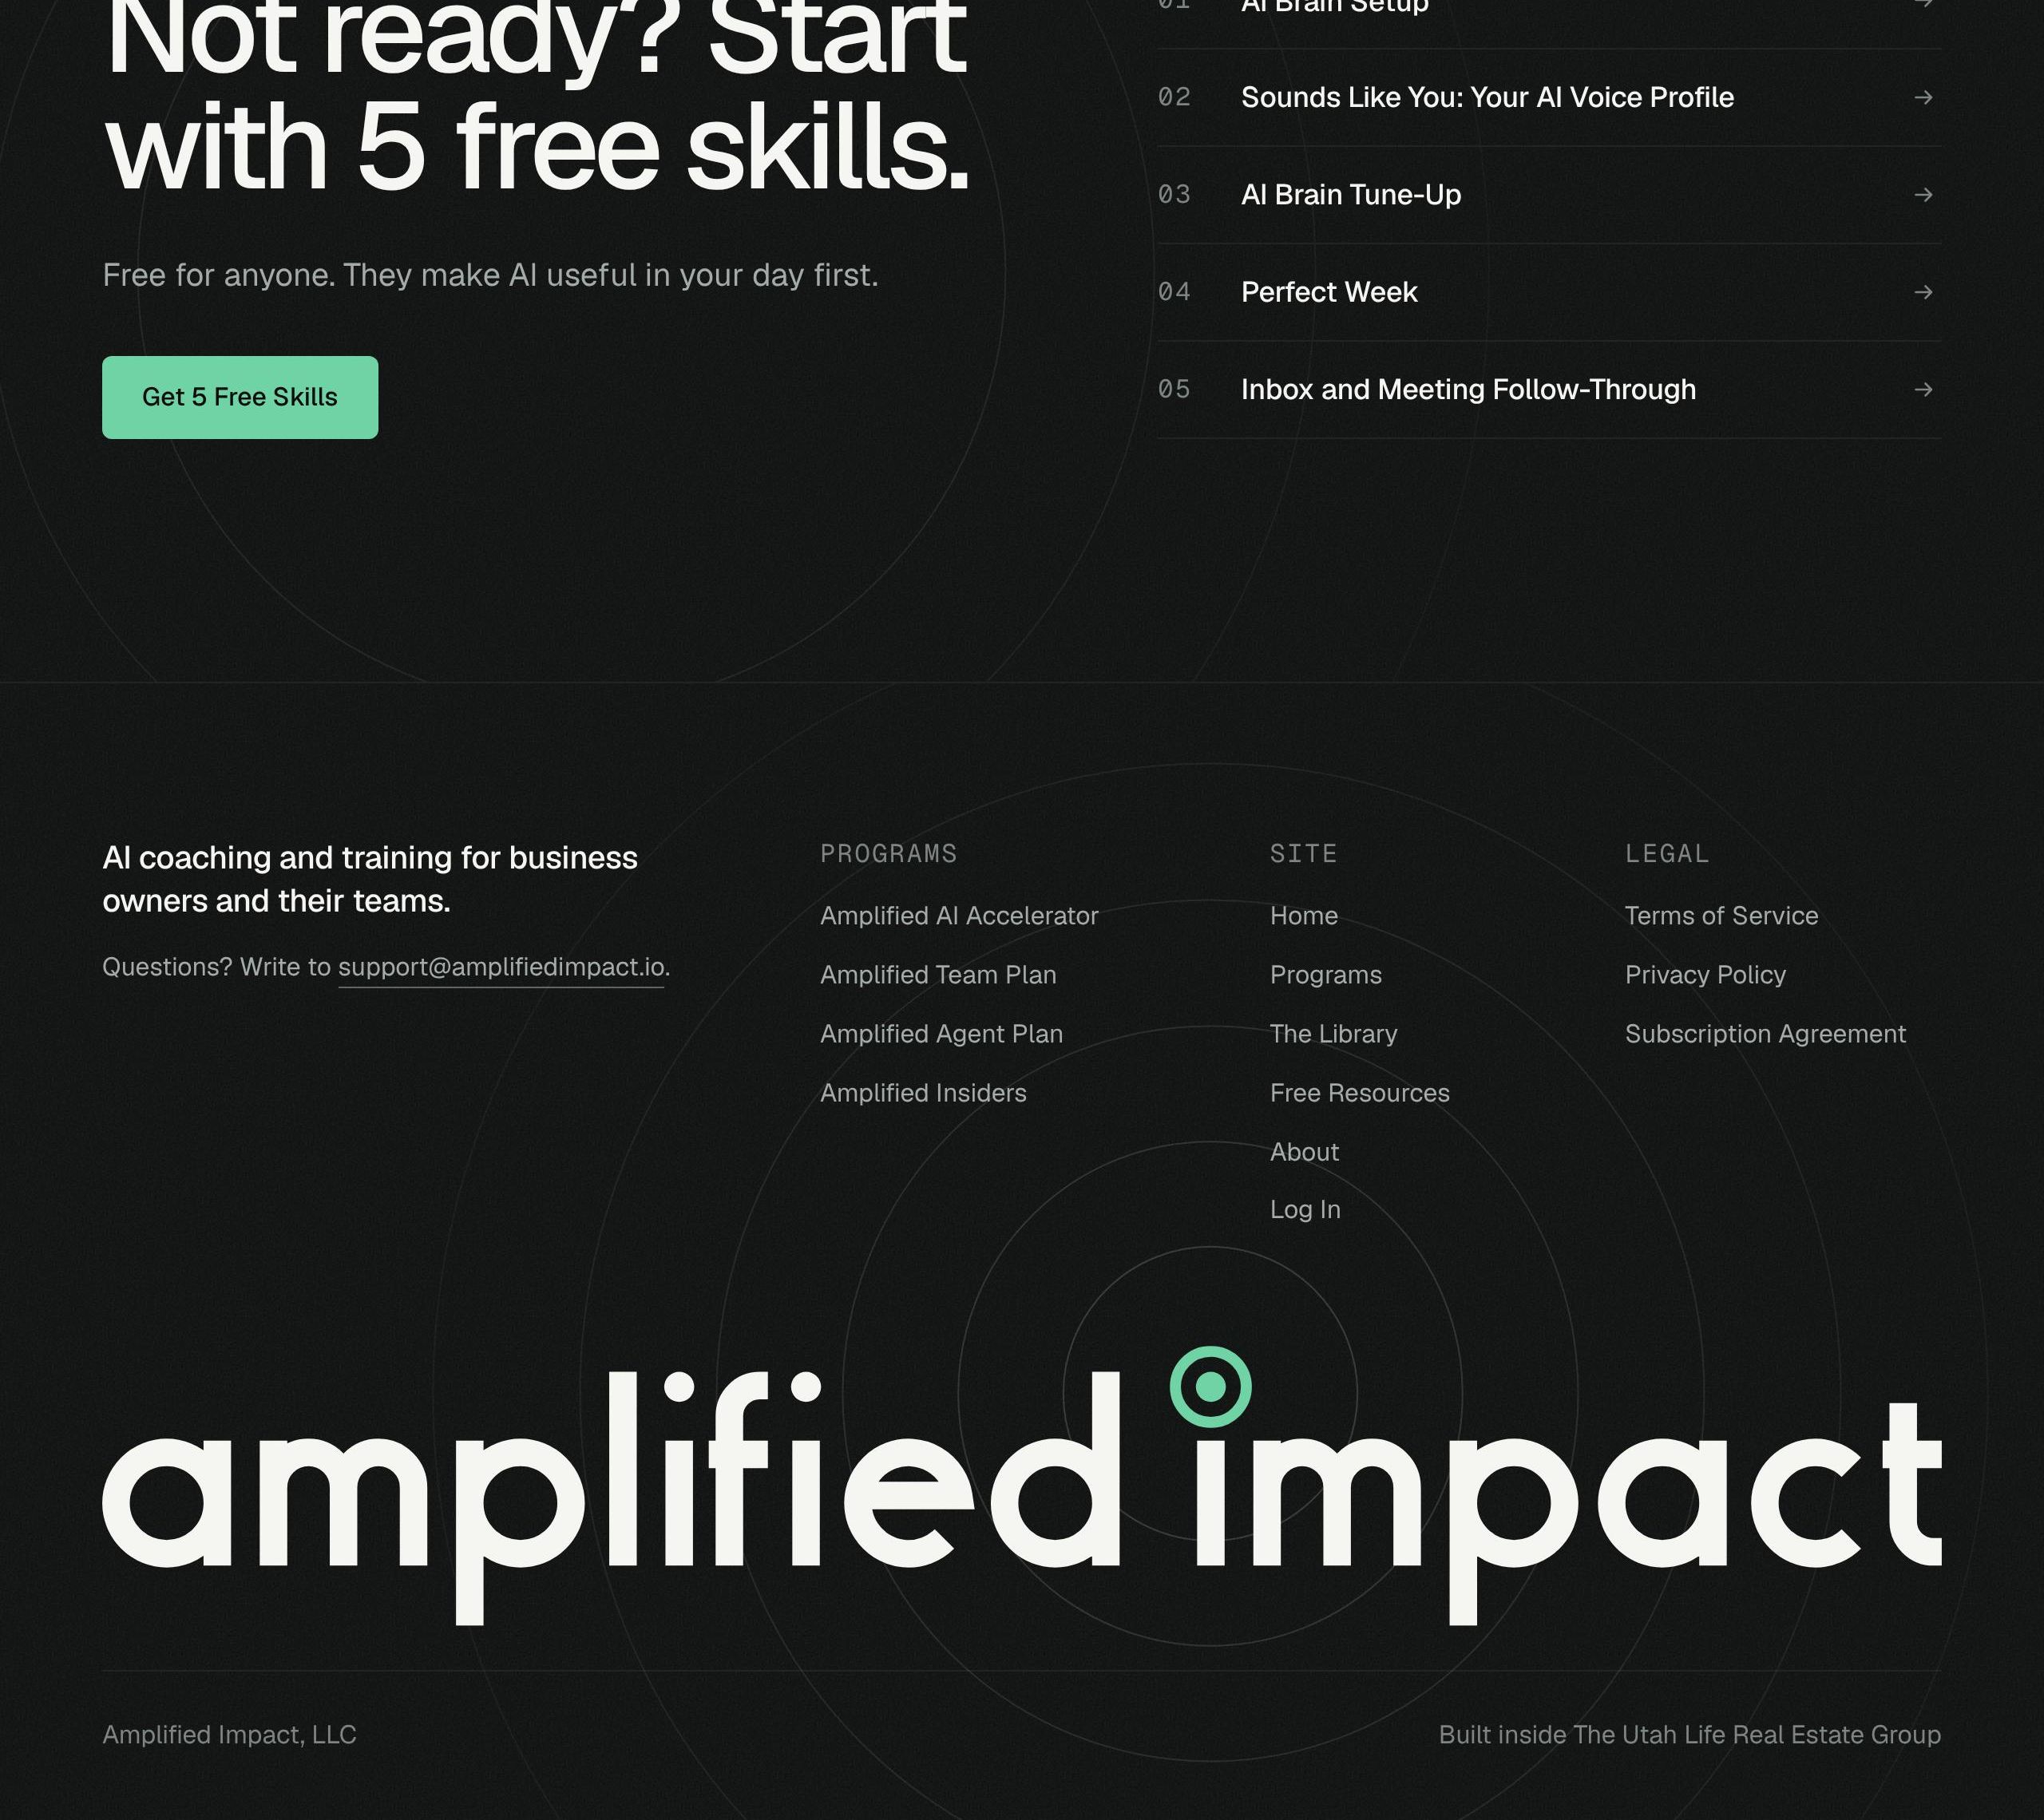 Not ready? Start
with 5 free skills.
Free for anyone. They make AI useful in your day first.
Get 5 Free Skills
01 AI Brain Setup →
02 Sounds Like You: Your AI Voice Profile →
03 AI Brain Tune-Up →
04 Perfect Week →
05 Inbox and Meeting Follow-Through →
AI coaching and training for business
owners and their teams.
Questions? Write to support@amplifiedimpact.io.
PROGRAMS
Amplified AI Accelerator
Amplified Team Plan
Amplified Agent Plan
Amplified Insiders
SITE
Home
Programs
The Library
Free Resources
About
Log In
LEGAL
Terms of Service
Privacy Policy
Subscription Agreement
amplified impact
Amplified Impact, LLC
Built inside The Utah Life Real Estate Group